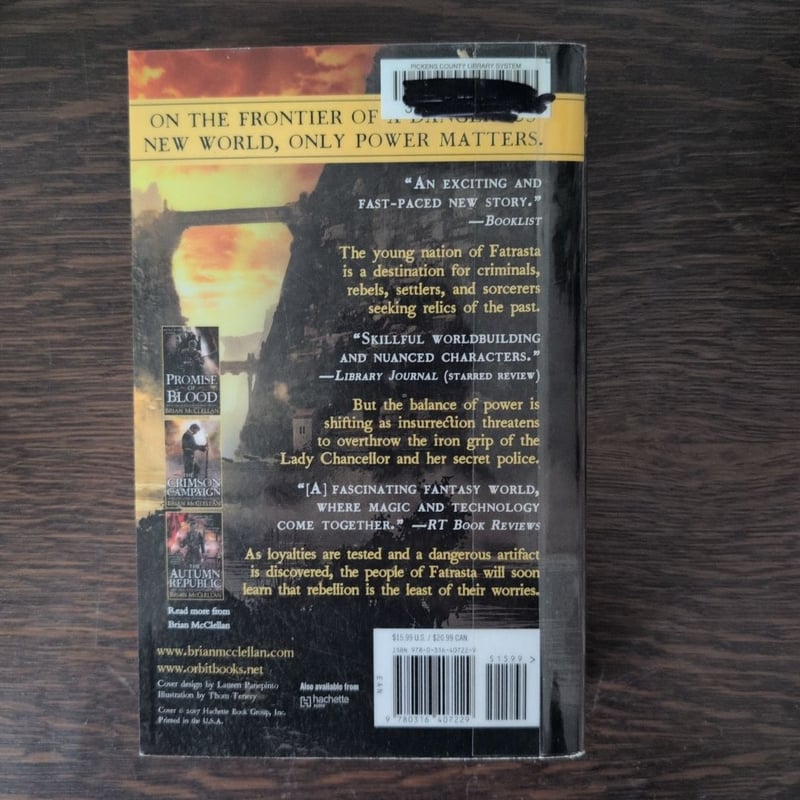 PICKENS COUNTY LIBRARY SYSTEM
ON THE FRONTIER OF A DANGEROUS
NEW WORLD, ONLY POWER MATTERS.
“AN EXCITING AND
FAST-PACED NEW STORY.”
—BOOKLIST
The young nation of Fatrasta
is a destination for criminals,
rebels, settlers, and sorcerers
seeking relics of the past.
“SKILLFUL WORLDBUILDING
AND NUANCED CHARACTERS.”
—LIBRARY JOURNAL (STARRED REVIEW)
But the balance of power is
shifting as insurrection threatens
to overthrow the iron grip of the
Lady Chancellor and her secret police.
“[A] FASCINATING FANTASY WORLD,
WHERE MAGIC AND TECHNOLOGY
COME TOGETHER.” —RT BOOK REVIEWS
As loyalties are tested and a dangerous artifact
is discovered, the people of Fatrasta will soon
learn that rebellion is the least of their worries.
PROMISE
OF
BLOOD
BRIAN McCLELLAN
THE
CRIMSON
CAMPAIGN
BRIAN McCLELLAN
THE
AUTUMN
REPUBLIC
BRIAN McCLELLAN
Read more from
Brian McClellan
www.brianmcclellan.com
www.orbitbooks.net
Cover design by Lauren Panepinto
Illustration by Thom Tenery
Cover © 2017 Hachette Book Group, Inc.
Printed in the U.S.A.
Also available from
hachette
AUDIO
$15.99 U.S. / $20.99 CAN.
ISBN 978-0-316-40722-9
51599 >
EAN
9 780316 407229